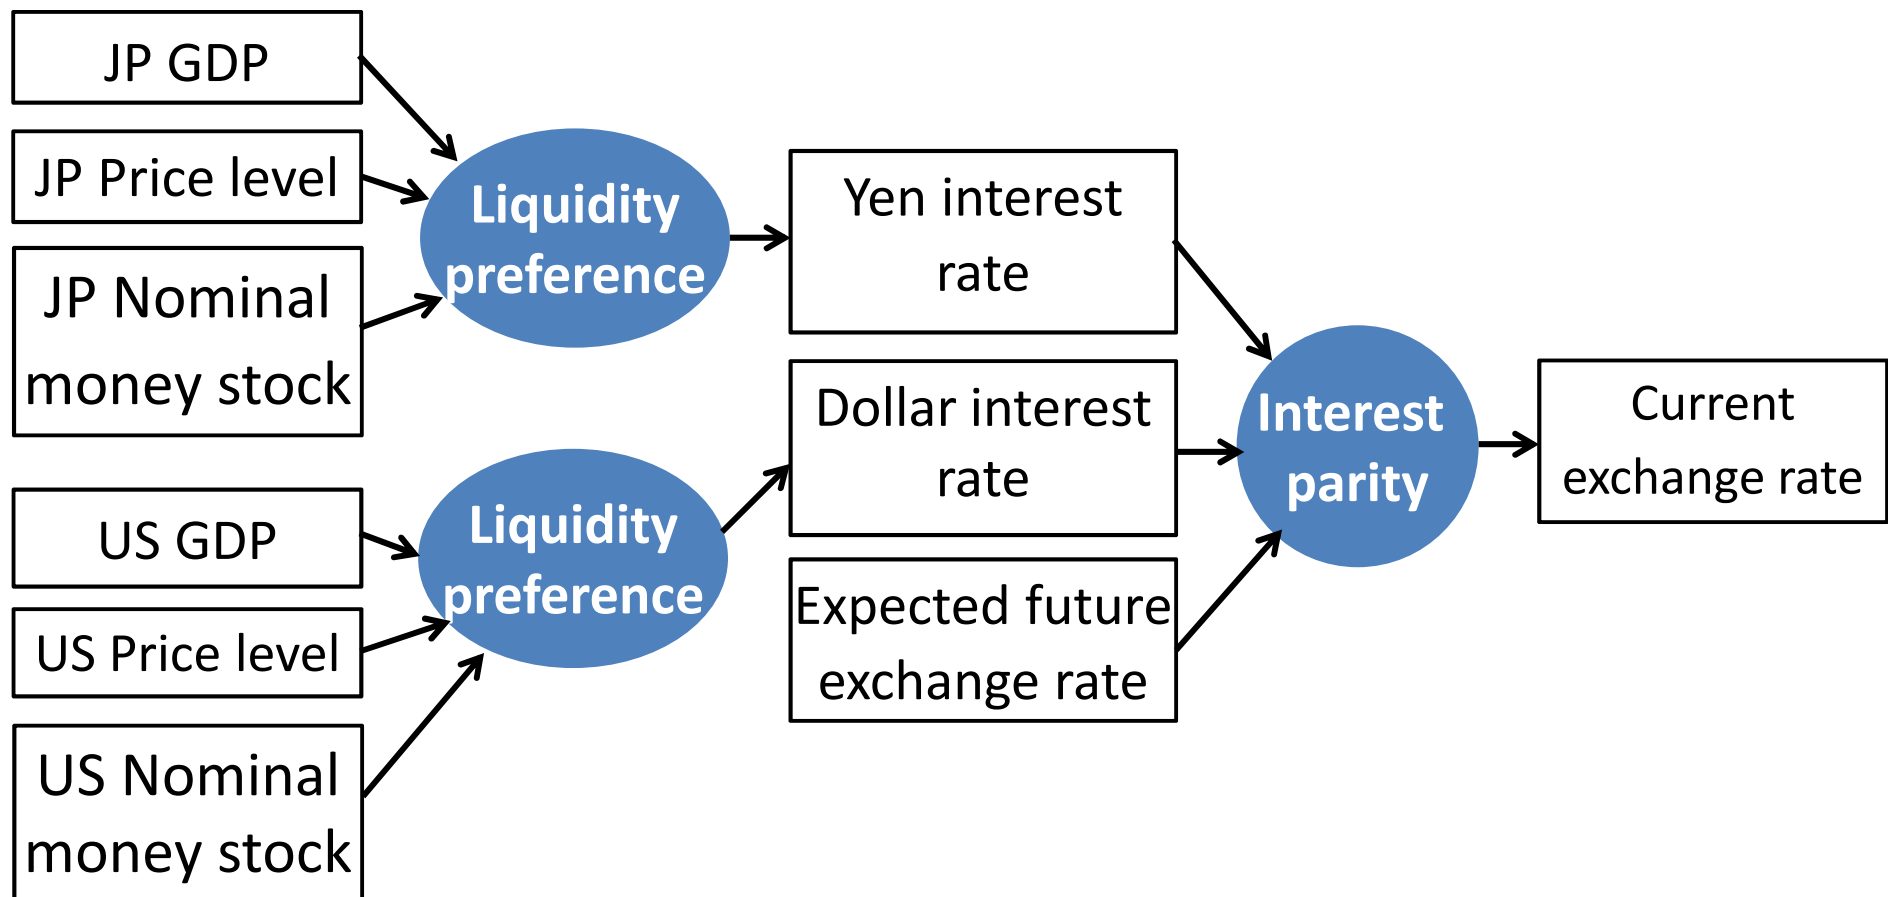 JP GDP
JP Price level
JP Nominal
money stock
US GDP
US Price level
US Nominal
money stock
Liquidity
preference
Liquidity
preference
Yen interest
rate
Dollar interest
rate
Expected future
exchange rate
Interest
parity
Current
exchange rate